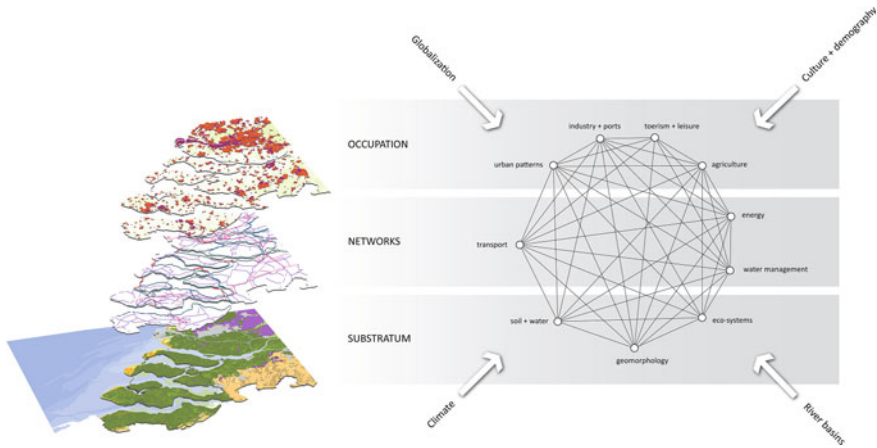 Globalization
Culture + demography
OCCUPATION
industry + ports
toerism + leisure
urban patterns
agriculture
NETWORKS
energy
transport
water management
SUBSTRATUM
soil + water
eco-systems
geomorphology
Climate
River basins